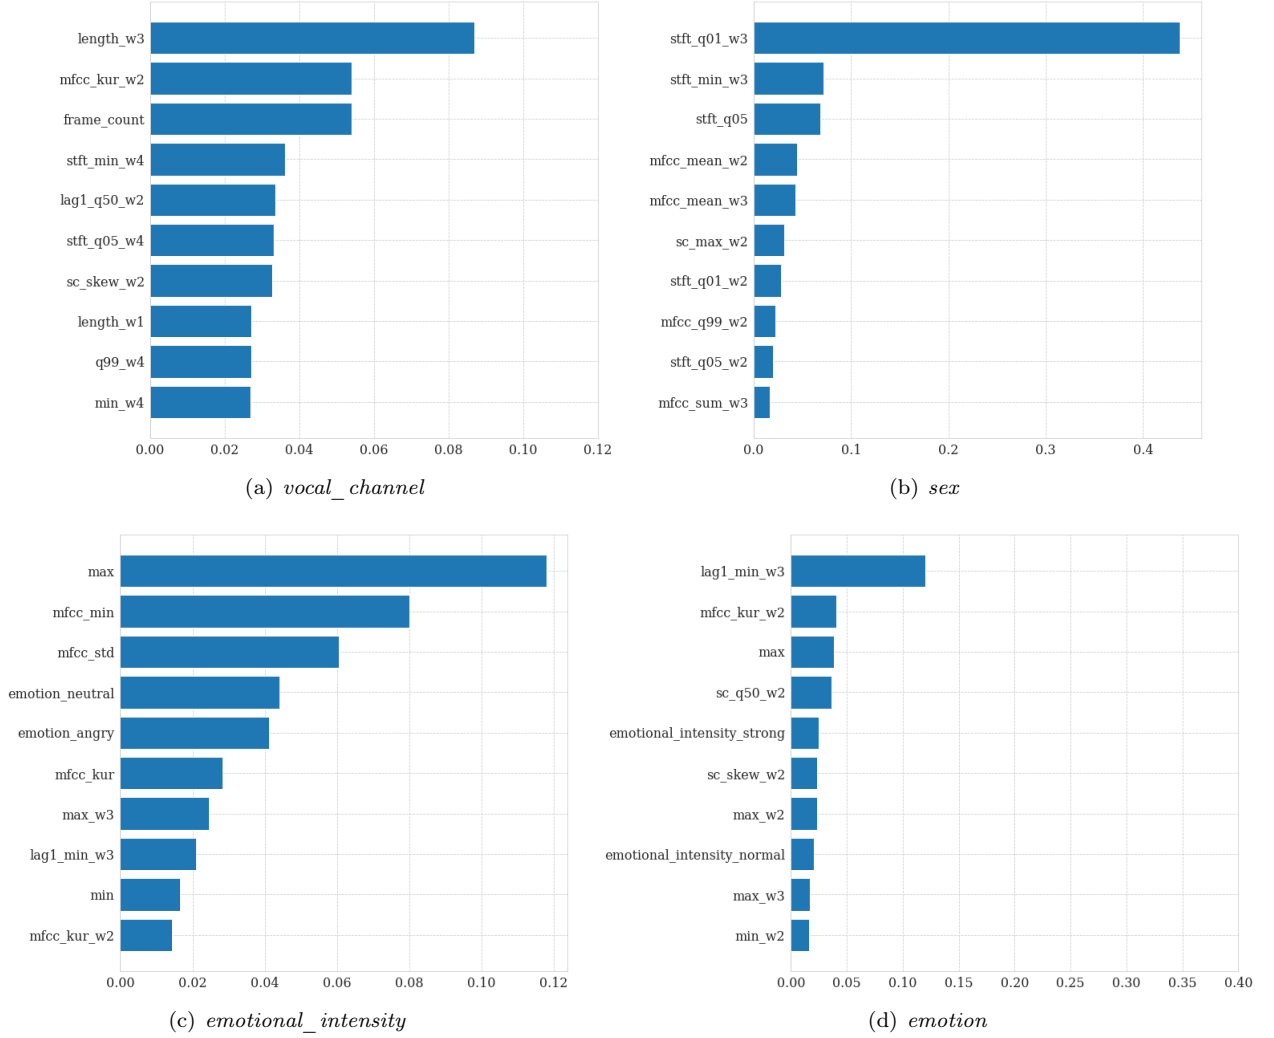 length_w3
mfcc_kur_w2
frame_count
stft_min_w4
lag1_q50_w2
stft_q05_w4
sc_skew_w2
length_w1
q99_w4
min_w4
0.00 0.02 0.04 0.06 0.08 0.10 0.12
(a) vocal_channel
stft_q01_w3
stft_min_w3
stft_q05
mfcc_mean_w2
mfcc_mean_w3
sc_max_w2
stft_q01_w2
mfcc_q99_w2
stft_q05_w2
mfcc_sum_w3
0.0 0.1 0.2 0.3 0.4
(b) sex
max
mfcc_min
mfcc_std
emotion_neutral
emotion_angry
mfcc_kur
max_w3
lag1_min_w3
min
mfcc_kur_w2
0.00 0.02 0.04 0.06 0.08 0.10 0.12
(c) emotional_intensity
lag1_min_w3
mfcc_kur_w2
max
sc_q50_w2
emotional_intensity_strong
sc_skew_w2
max_w2
emotional_intensity_normal
max_w3
min_w2
0.00 0.05 0.10 0.15 0.20 0.25 0.30 0.35 0.40
(d) emotion